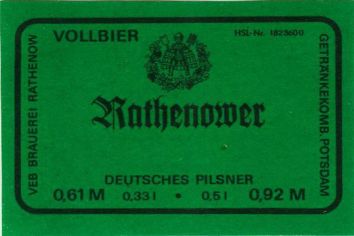 VOLLBIER
HSL-Nr. 1823600
VEB BRAUEREI RATHENOW
GETRÄNKEKOMB. POTSDAM
Rathenower
DEUTSCHES PILSNER
0,61 M 0,33 l • 0,5 l 0,92 M